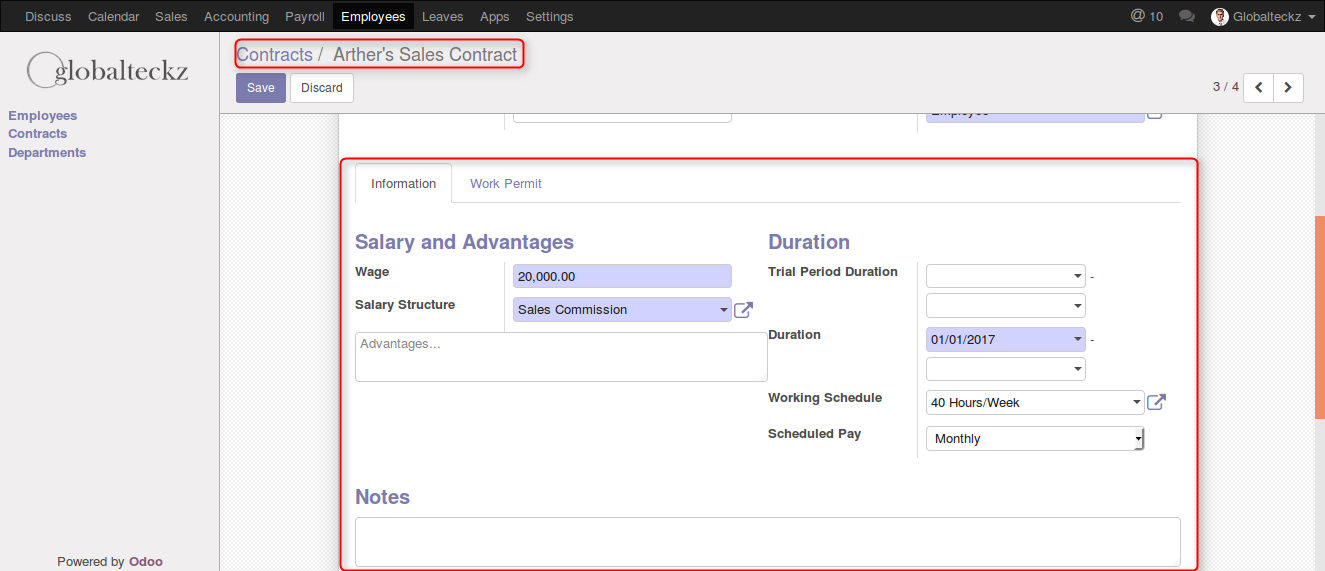 Discuss Calendar Sales Accounting Payroll Employees Leaves Apps Settings @ 10 Globalteckz
globalteckz
Employees
Contracts
Departments
Powered by Odoo
Contracts / Arther's Sales Contract
Save Discard
3 / 4
Employee
Information Work Permit
Salary and Advantages
Wage 20,000.00
Salary Structure Sales Commission
Advantages...
Duration
Trial Period Duration -
Duration 01/01/2017 -
Working Schedule 40 Hours/Week
Scheduled Pay Monthly
Notes